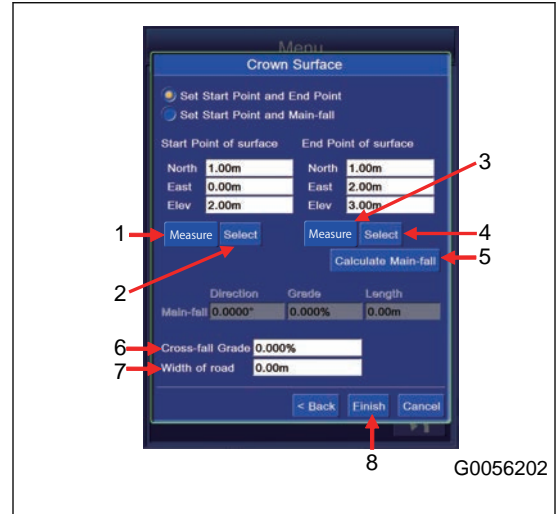 Menu
Crown Surface
Set Start Point and End Point
Set Start Point and Main-fall
Start Point of surface End Point of surface
North 1.00m North 1.00m
East 0.00m East 2.00m
Elev 2.00m Elev 3.00m
3
1 Measure Select Measure Select 4
2
Calculate Main-fall 5
Direction Grade Length
Main-fall 0.0000° 0.000% 0.00m
6 Cross-fall Grade 0.000%
7 Width of road 0.00m
< Back Finish Cancel
8
G0056202